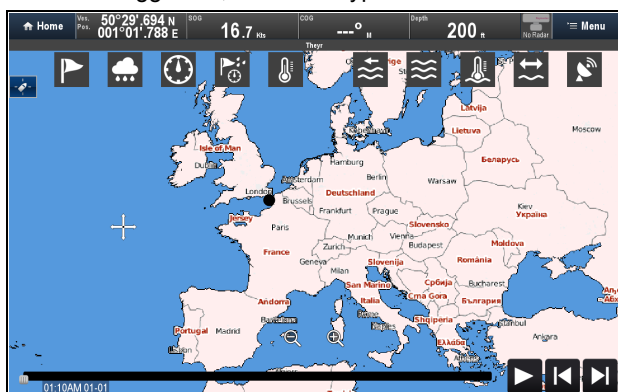 Home
Ves. Pos. 50°29'.694 N
001°01'.788 E
SOG 16.7 Kts
COG ---° M
Depth 200 ft
No Radar
Menu
Theyr
Latvija
Lietuva
Moscow
Isle of Man
Беларусь
Hamburg
Berlin
Warsaw
London
Deutschland
Brussels
Kiev
Україна
Jersey
Frankfurt
Prague
Paris
Slovensko
Munich
Vienna
Budapest
Moldova
France
Zurich
Geneva
Slovenija
România
Milan
San Marino
Србија
Bucharest
Andorra
Italia
Crna Gora
България
Shqiperia
Portugal
Madrid
Ankara
Ελλάδα
01:10AM 01-01